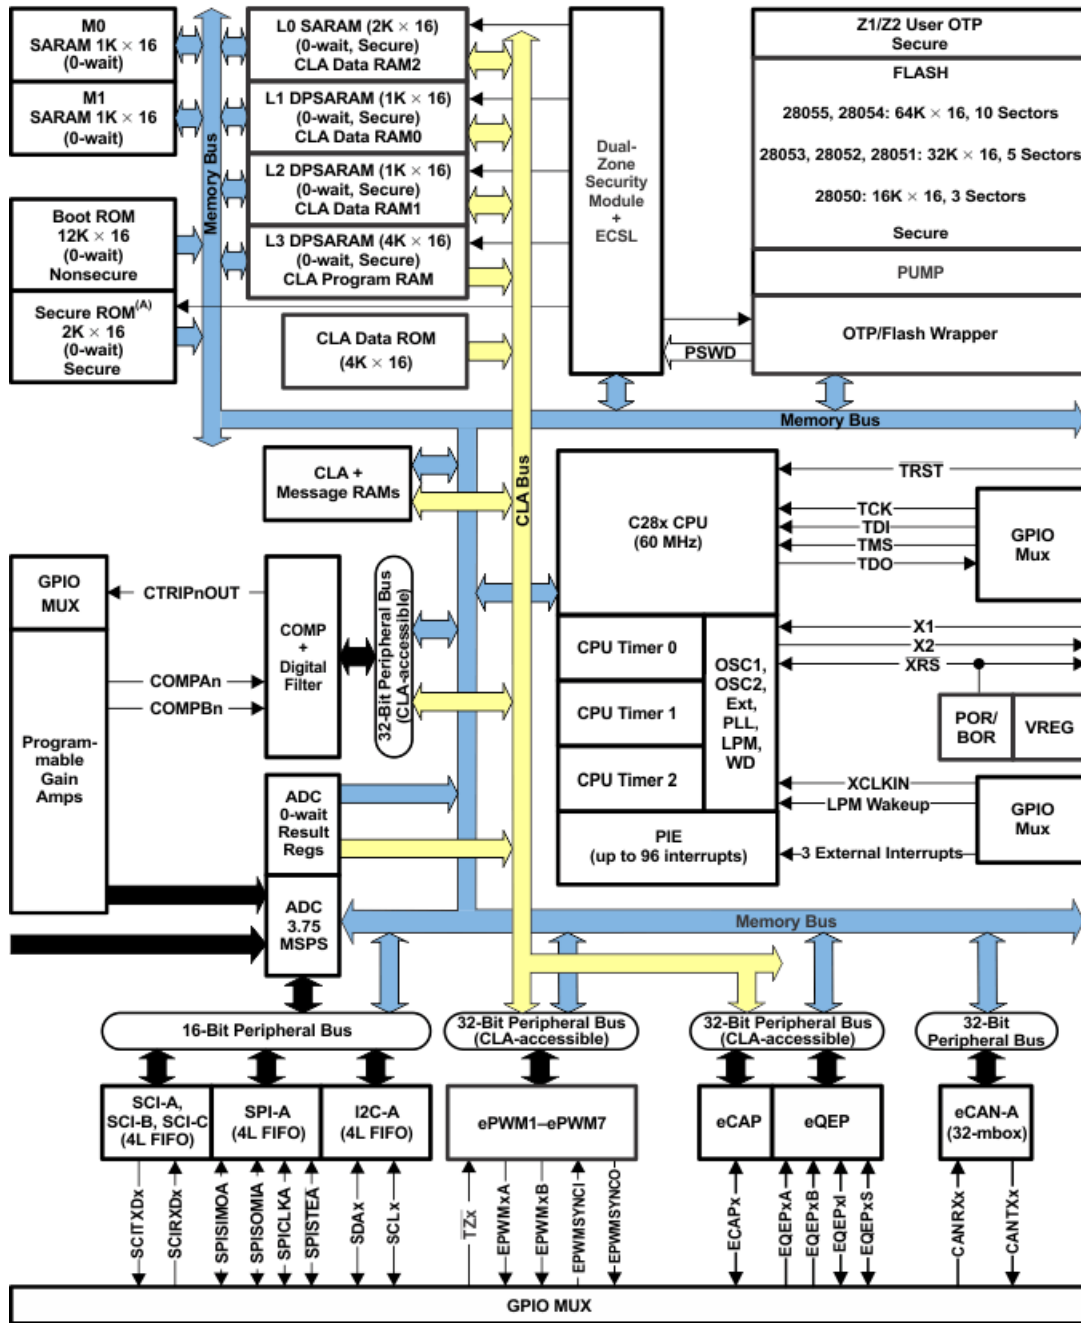 M0
SARAM 1K × 16
(0-wait)
M1
SARAM 1K × 16
(0-wait)
Boot ROM
12K × 16
(0-wait)
Nonsecure
Secure ROM(A)
2K × 16
(0-wait)
Secure
Memory Bus
L0 SARAM (2K × 16)
(0-wait, Secure)
CLA Data RAM2
L1 DPSARAM (1K × 16)
(0-wait, Secure)
CLA Data RAM0
L2 DPSARAM (1K × 16)
(0-wait, Secure)
CLA Data RAM1
L3 DPSARAM (4K × 16)
(0-wait, Secure)
CLA Program RAM
CLA Data ROM
(4K × 16)
Dual-
Zone
Security
Module
+
ECSL
Z1/Z2 User OTP
Secure
FLASH
28055, 28054: 64K × 16, 10 Sectors
28053, 28052, 28051: 32K × 16, 5 Sectors
28050: 16K × 16, 3 Sectors
Secure
PUMP
OTP/Flash Wrapper
PSWD
Memory Bus
CLA +
Message RAMs
CLA Bus
C28x CPU
(60 MHz)
TRST
TCK
TDI
TMS
TDO
GPIO
Mux
GPIO
MUX
CTRIPnOUT
COMP
+
Digital
Filter
32-Bit Peripheral Bus
(CLA-accessible)
COMPAn
COMPBn
Program-
mable
Gain
Amps
CPU Timer 0
CPU Timer 1
CPU Timer 2
OSC1,
OSC2,
Ext,
PLL,
LPM,
WD
X1
X2
XRS
POR/
BOR
VREG
XCLKIN
LPM Wakeup
3 External Interrupts
GPIO
Mux
PIE
(up to 96 interrupts)
ADC
0-wait
Result
Regs
ADC
3.75
MSPS
Memory Bus
16-Bit Peripheral Bus
32-Bit Peripheral Bus
(CLA-accessible)
32-Bit Peripheral Bus
(CLA-accessible)
32-Bit
Peripheral Bus
SCI-A,
SCI-B, SCI-C
(4L FIFO)
SPI-A
(4L FIFO)
I2C-A
(4L FIFO)
ePWM1–ePWM7
eCAP
eQEP
eCAN-A
(32-mbox)
SCITXDx
SCIRXDx
SPISIMOA
SPISOMIA
SPICLKA
SPISTEA
SDAx
SCLx
TZx
EPWMxA
EPWMxB
EPWMSYNCI
EPWMSYNCO
ECAPx
EQEPxA
EQEPxB
EQEPxI
EQEPxS
CANRXx
CANTXx
GPIO MUX